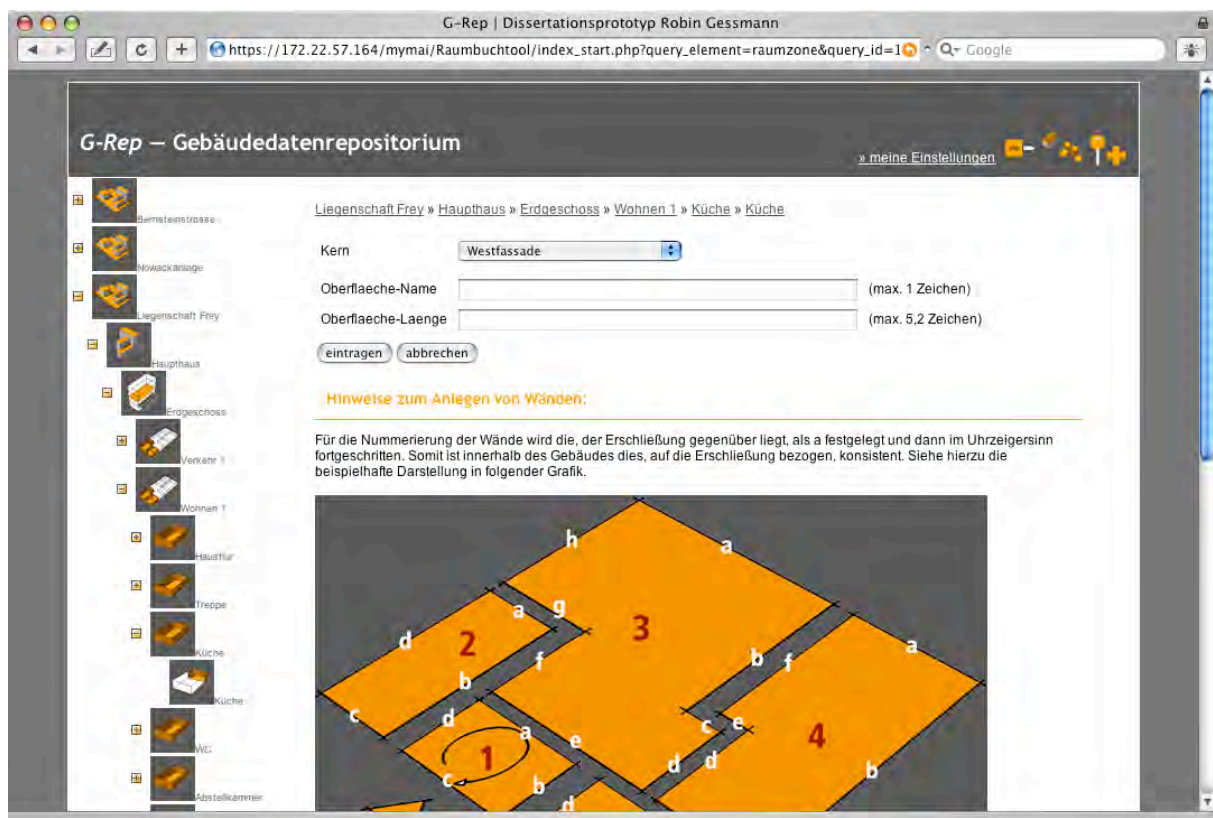 G-Rep | Dissertationsprototyp Robin Gessmann
https://172.22.57.164/mymai/Raumbuchtool/index_start.php?query_element=raumzone&query_id=1
Google
G-Rep — Gebäudedatenrepositorium
» meine Einstellungen
Bernsteinstrasse
Nowackanlage
Liegenschaft Frey
Haupthaus
Erdgeschoss
Verkehr 1
Wohnen 1
Hausflur
Treppe
Küche
Küche
WC
Abstellkammer
Liegenschaft Frey » Haupthaus » Erdgeschoss » Wohnen 1 » Küche » Küche
Kern Westfassade
Oberflaeche-Name (max. 1 Zeichen)
Oberflaeche-Laenge (max. 5,2 Zeichen)
eintragen abbrechen
Hinweise zum Anlegen von Wänden:
Für die Nummerierung der Wände wird die, der Erschließung gegenüber liegt, als a festgelegt und dann im Uhrzeigersinn
fortgeschritten. Somit ist innerhalb des Gebäudes dies, auf die Erschließung bezogen, konsistent. Siehe hierzu die
beispielhafte Darstellung in folgender Grafik.
h a
a g
d 2 3 a
f b f
b
c d c e 4
a e
1 d d b
c b
d